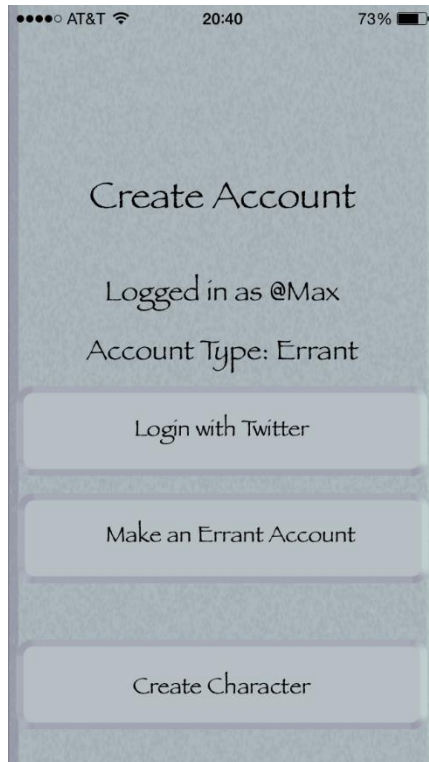 AT&T 20:40 73%
Create Account
Logged in as @Max
Account Type: Errant
Login with Twitter
Make an Errant Account
Create Character